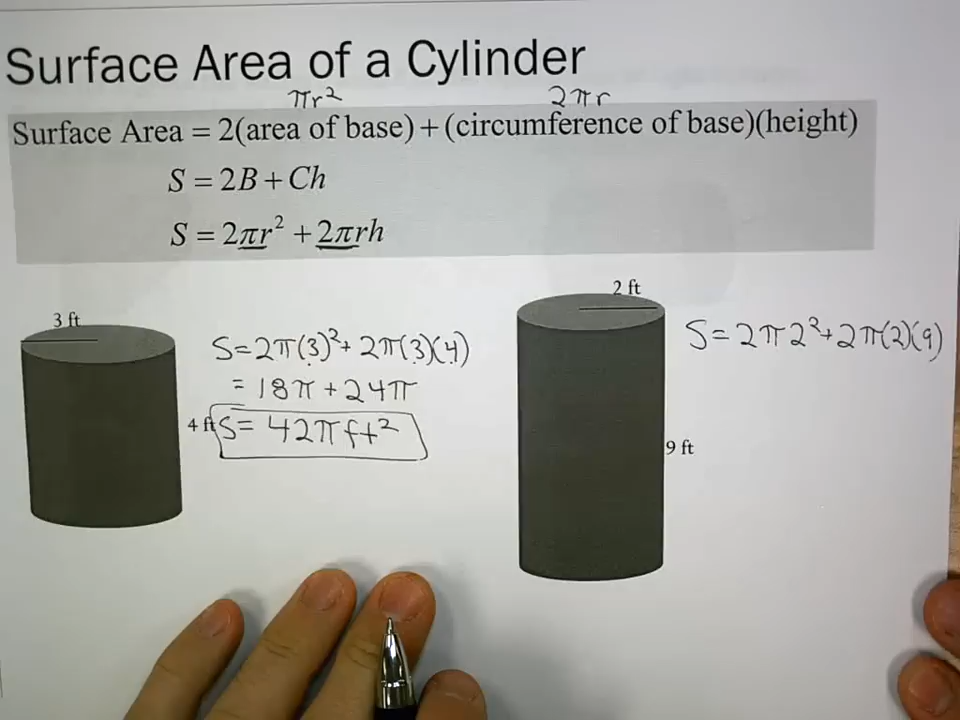 Surface Area of a Cylinder
πr² 2πr
Surface Area = 2(area of base) + (circumference of base)(height)
S = 2B + Ch
S = 2πr² + 2πrh
3 ft
S=2π(3)²+ 2π(3)(4)
= 18π + 24π
4 ft
S= 42π ft²
2 ft
S= 2π2²+2π(2)(9)
9 ft